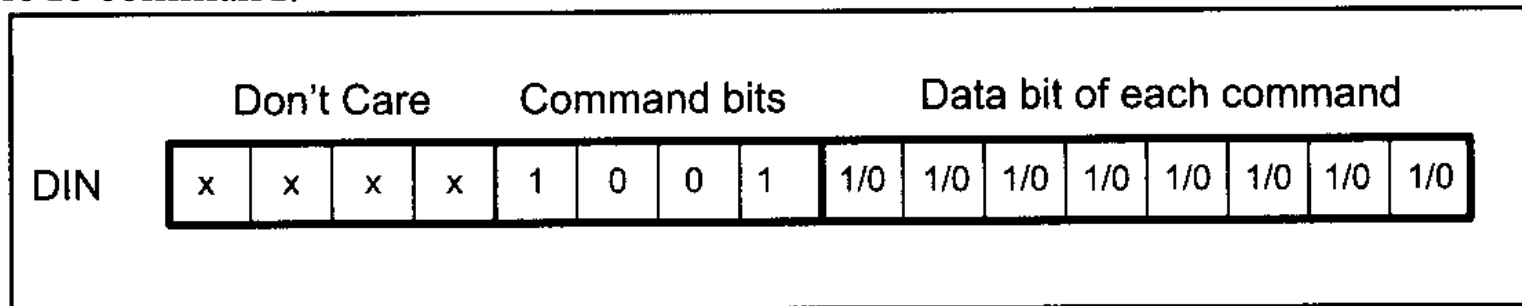 Don't Care Command bits Data bit of each command
DIN x x x x 1 0 0 1 1/0 1/0 1/0 1/0 1/0 1/0 1/0 1/0